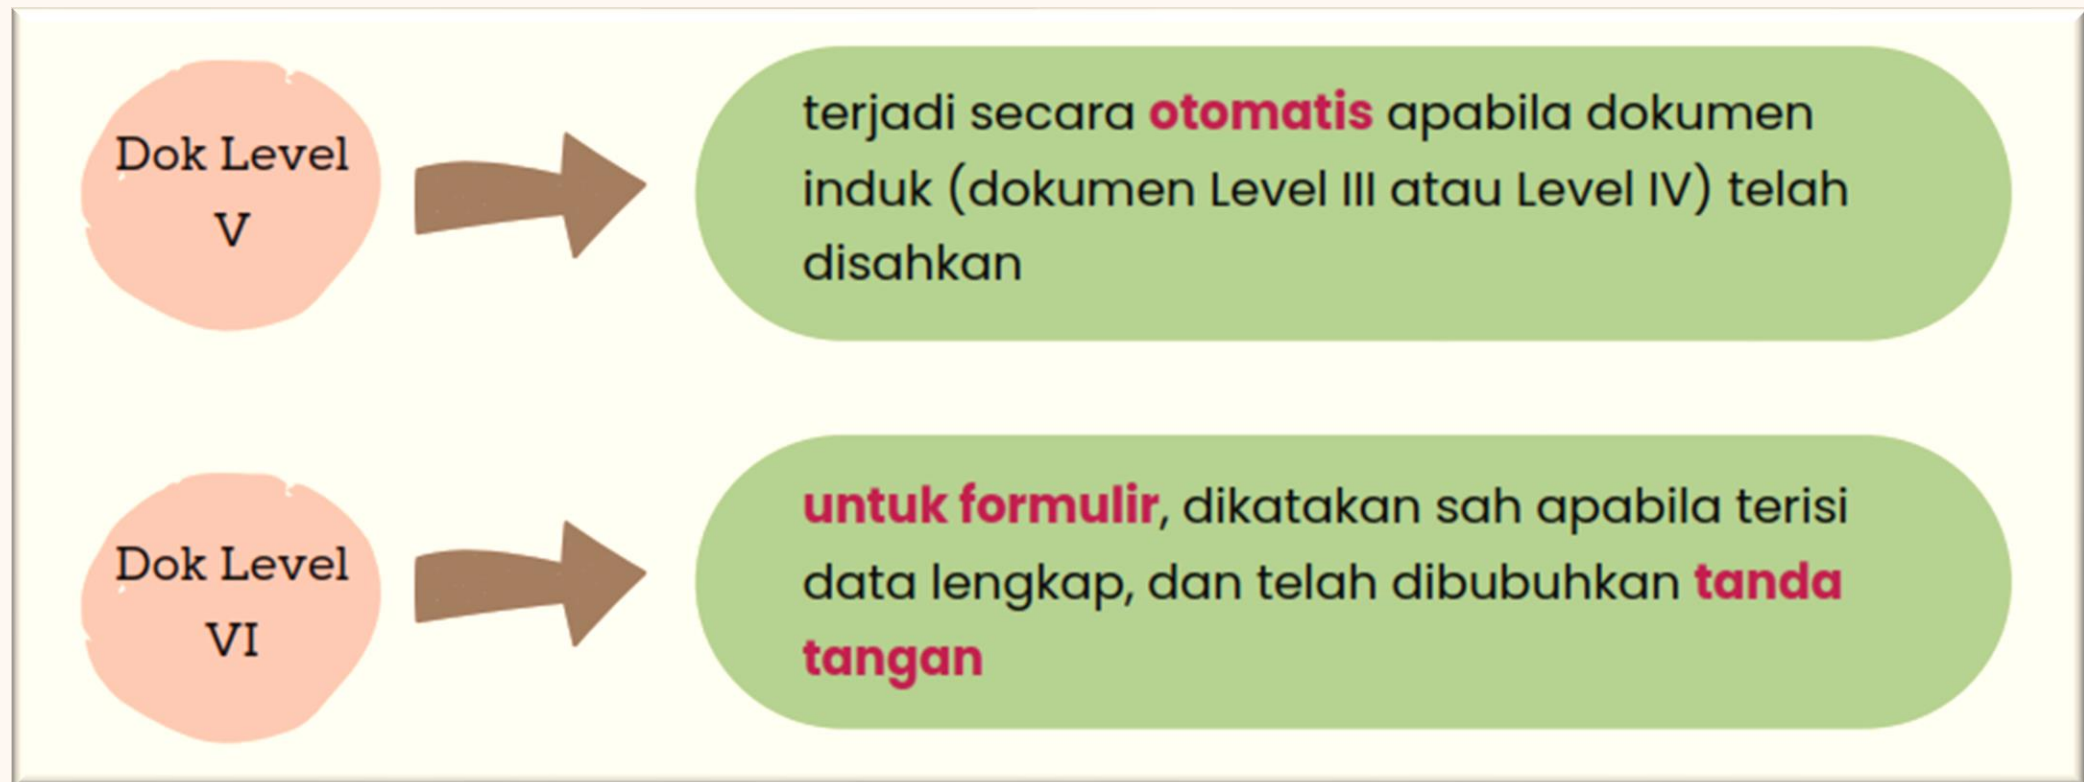 Dok Level
V
terjadi secara otomatis apabila dokumen
induk (dokumen Level III atau Level IV) telah
disahkan
Dok Level
VI
untuk formulir, dikatakan sah apabila terisi
data lengkap, dan telah dibubuhkan tanda
tangan